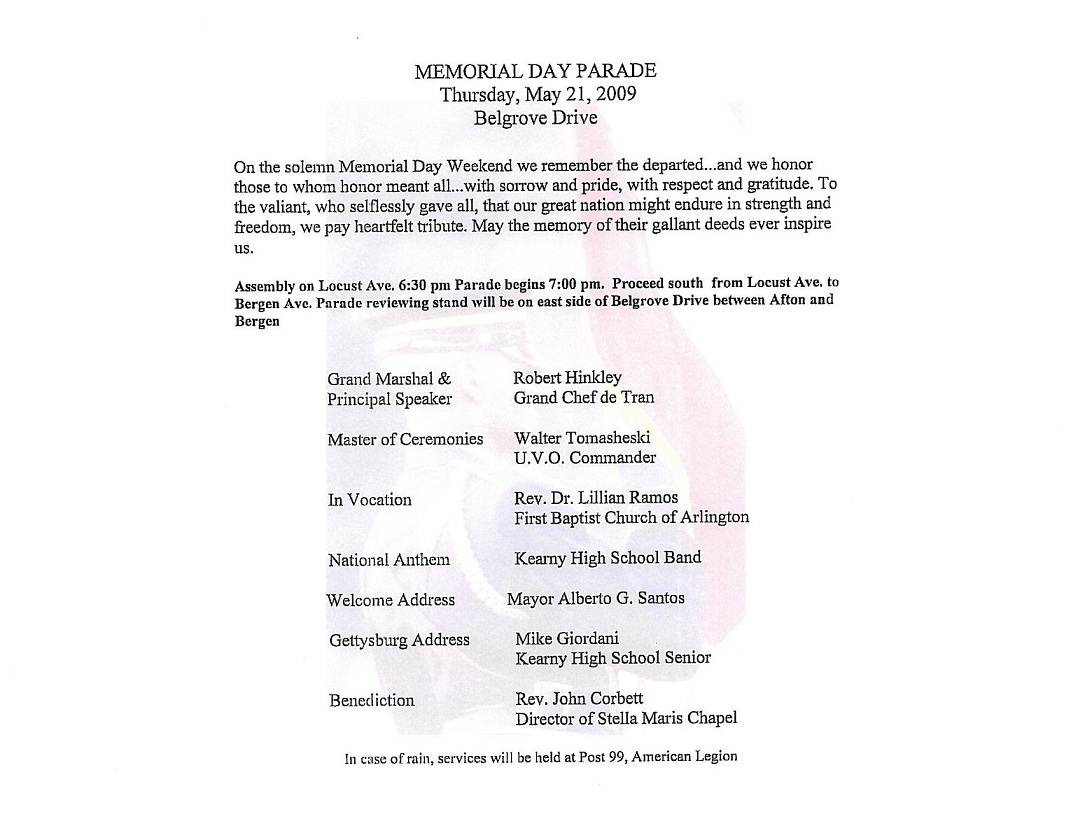 MEMORIAL DAY PARADE
Thursday, May 21, 2009
Belgrove Drive
On the solemn Memorial Day Weekend we remember the departed...and we honor
those to whom honor meant all...with sorrow and pride, with respect and gratitude. To
the valiant, who selflessly gave all, that our great nation might endure in strength and
freedom, we pay heartfelt tribute. May the memory of their gallant deeds ever inspire
us.
Assembly on Locust Ave. 6:30 pm Parade begins 7:00 pm. Proceed south from Locust Ave. to
Bergen Ave. Parade reviewing stand will be on east side of Belgrove Drive between Afton and
Bergen
Grand Marshal & Robert Hinkley
Principal Speaker Grand Chef de Tran
Master of Ceremonies Walter Tomasheski
U.V.O. Commander
In Vocation Rev. Dr. Lillian Ramos
First Baptist Church of Arlington
National Anthem Kearny High School Band
Welcome Address Mayor Alberto G. Santos
Gettysburg Address Mike Giordani
Kearny High School Senior
Benediction Rev. John Corbett
Director of Stella Maris Chapel
In case of rain, services will be held at Post 99, American Legion